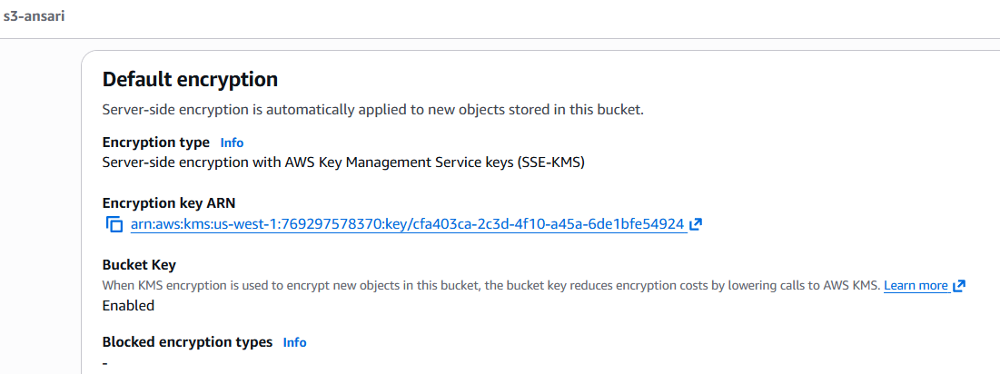 s3-ansari
Default encryption
Server-side encryption is automatically applied to new objects stored in this bucket.
Encryption type Info
Server-side encryption with AWS Key Management Service keys (SSE-KMS)
Encryption key ARN
arn:aws:kms:us-west-1:769297578370:key/cfa403ca-2c3d-4f10-a45a-6de1bfe54924
Bucket Key
When KMS encryption is used to encrypt new objects in this bucket, the bucket key reduces encryption costs by lowering calls to AWS KMS. Learn more
Enabled
Blocked encryption types Info
-